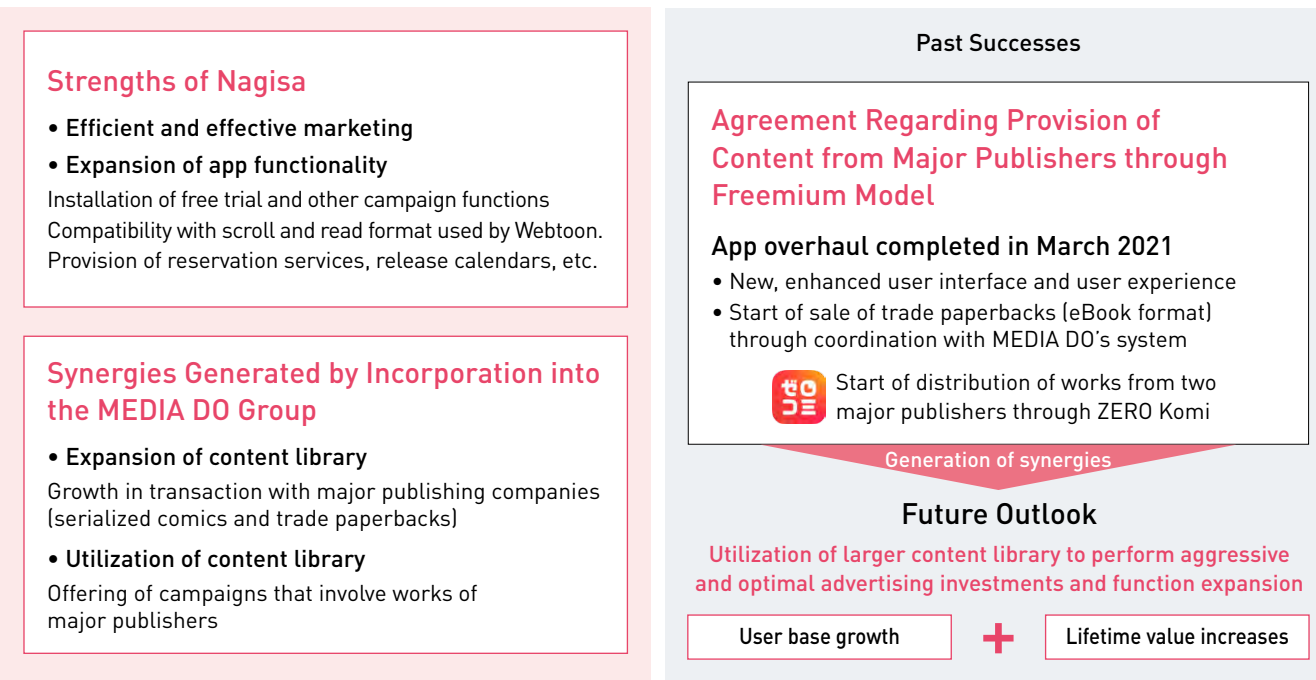 Strengths of Nagisa
• Efficient and effective marketing
• Expansion of app functionality
Installation of free trial and other campaign functions
Compatibility with scroll and read format used by Webtoon.
Provision of reservation services, release calendars, etc.
Synergies Generated by Incorporation into
the MEDIA DO Group
• Expansion of content library
Growth in transaction with major publishing companies
(serialized comics and trade paperbacks)
• Utilization of content library
Offering of campaigns that involve works of
major publishers
Past Successes
Agreement Regarding Provision of
Content from Major Publishers through
Freemium Model
App overhaul completed in March 2021
• New, enhanced user interface and user experience
• Start of sale of trade paperbacks (eBook format)
through coordination with MEDIA DO's system
ゼロ
コミ
Start of distribution of works from two
major publishers through ZERO Komi
Generation of synergies
Future Outlook
Utilization of larger content library to perform aggressive
and optimal advertising investments and function expansion
User base growth + Lifetime value increases